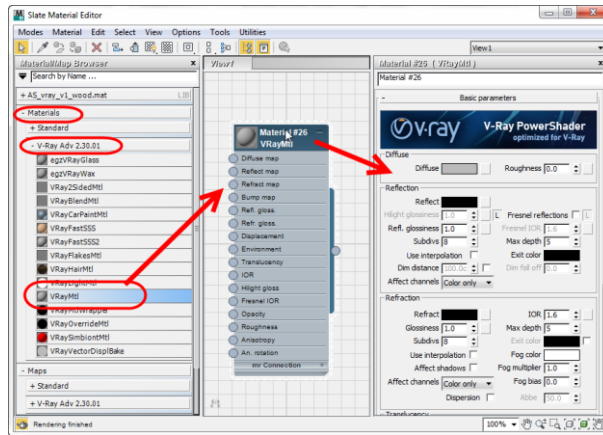 Slate Material Editor
Modes Material Edit Select View Options Tools Utilities
View1
Material/Map Browser
Search by Name ...
+ AS_vray_v1_wood.mat LIB
- Materials
+ Standard
- V-Ray Adv 2.30.01
egzVRayGlass
egzVRayWax
VRay2SidedMtl
VRayBlendMtl
VRayCarPaintMtl
VRayFastSSS
VRayFastSSS2
VRayFlakesMtl
VRayHairMtl
VRayLightMtl
VRayMtl
VRayMtlWrapper
VRayOverrideMtl
VRaySimbiontMtl
VRayVectorDisplBake
- Maps
+ Standard
+ V-Ray Adv 2.30.01
Rendering finished
View1
Material #26
VRayMtl
Diffuse map
Reflect map
Refract map
Bump map
Refl. gloss.
Refr. gloss.
Displacement
Environment
Translucency
IOR
Hilight gloss
Fresnel IOR
Opacity
Roughness
Anisotropy
An. rotation
mr Connection +
Material #26 ( VRayMtl )
Material #26
- Basic parameters
v·ray V-Ray PowerShader
optimized for V-Ray
Diffuse
Diffuse Roughness 0.0
Reflection
Reflect
Hilight glossiness 1.0 L Fresnel reflections L
Refl. glossiness 1.0 Fresnel IOR 1.6
Subdivs 8 Max depth 5
Use interpolation Exit color
Dim distance 100.0c Dim fall off 0.0
Affect channels Color only
Refraction
Refract IOR 1.6
Glossiness 1.0 Max depth 5
Subdivs 8 Exit color
Use interpolation Fog color
Affect shadows Fog multiplier 1.0
Affect channels Color only Fog bias 0.0
Dispersion Abbe 50.0
Translucency
100%